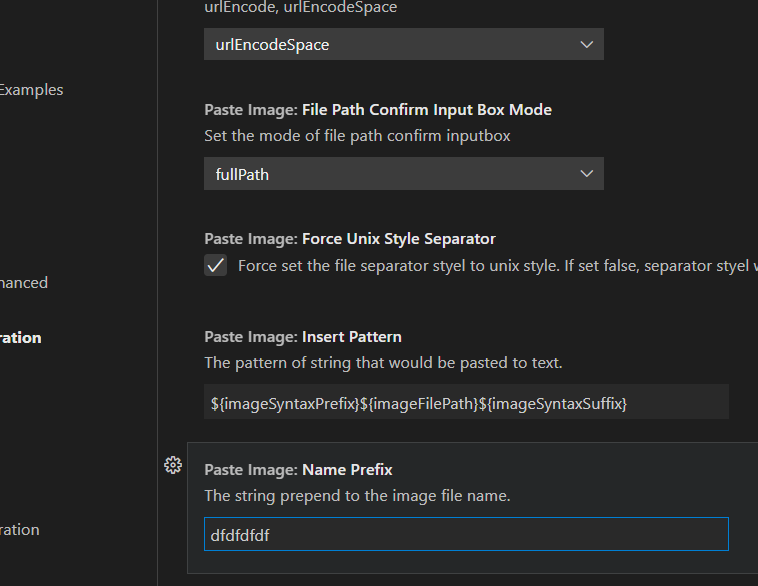 urlEncode, urlEncodeSpace
urlEncodeSpace
Examples
Paste Image: File Path Confirm Input Box Mode
Set the mode of file path confirm inputbox
fullPath
Paste Image: Force Unix Style Separator
Force set the file separator styel to unix style. If set false, separator styel w
hanced
ration
Paste Image: Insert Pattern
The pattern of string that would be pasted to text.
${imageSyntaxPrefix}${imageFilePath}${imageSyntaxSuffix}
Paste Image: Name Prefix
The string prepend to the image file name.
ration
dfdfdfdf